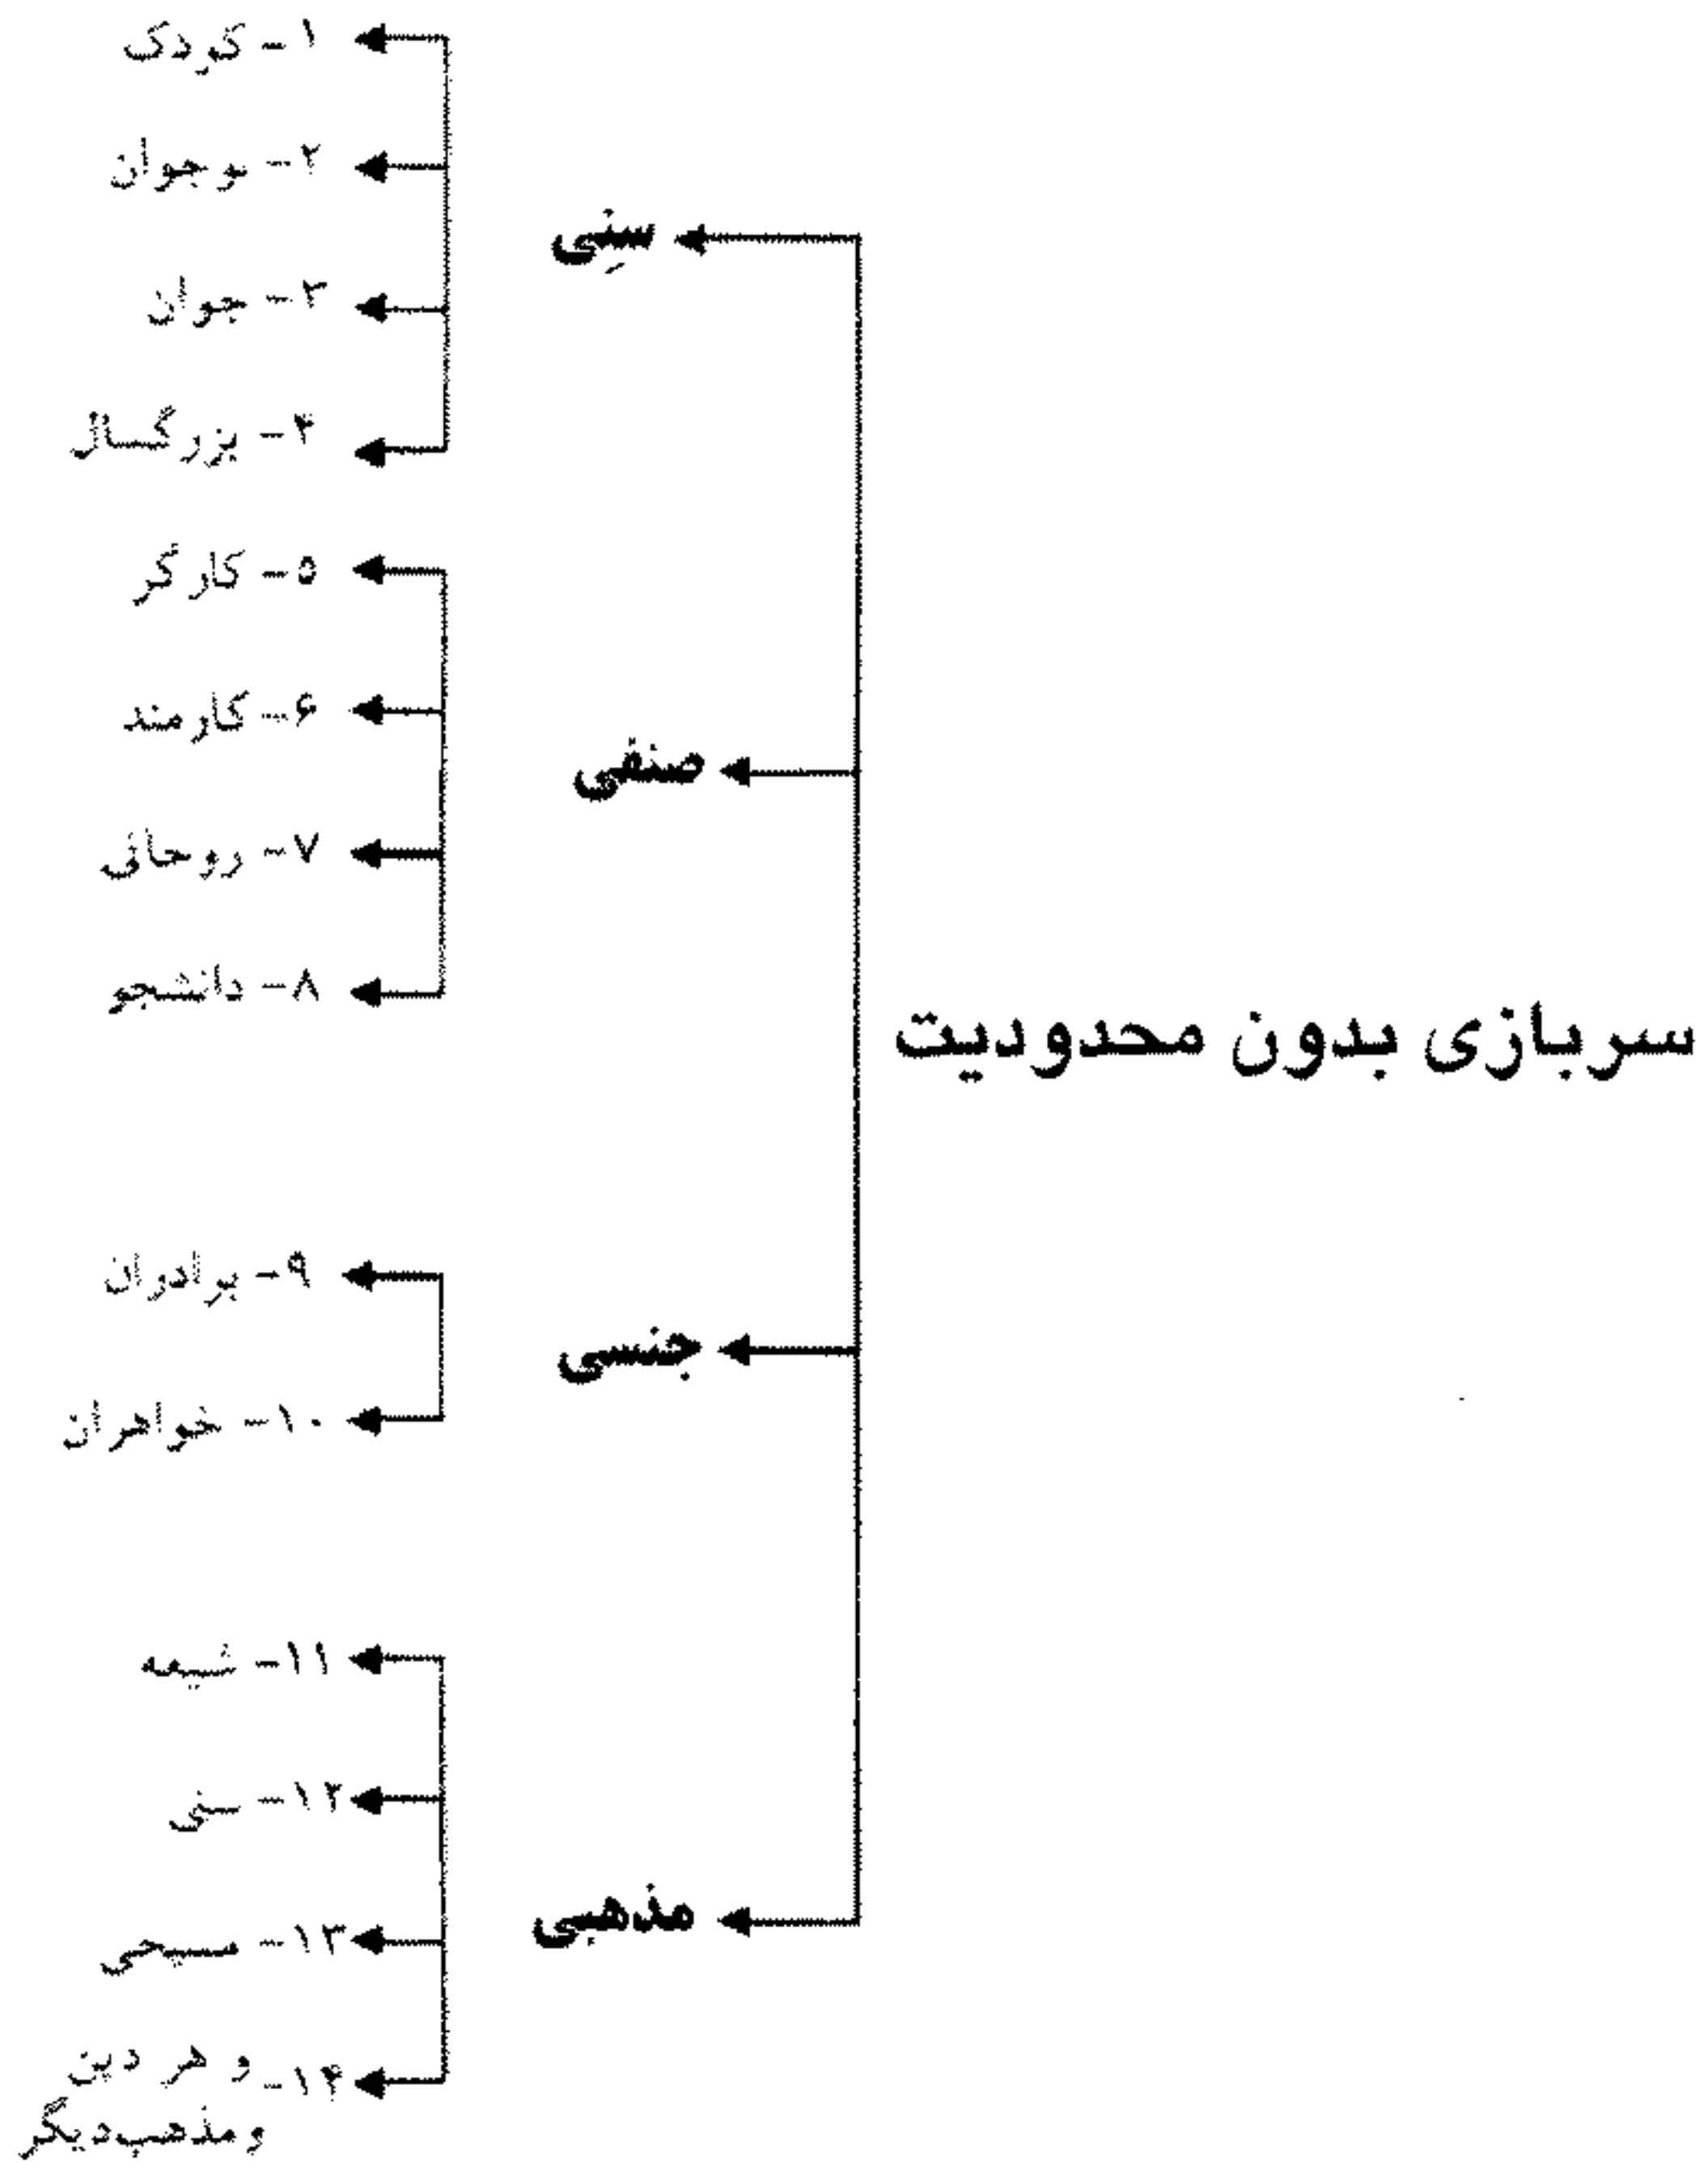 سربازی بدون محدودیت
سنِی
۱- کودک
۲- نوجوان
۳- جوان
۴- بزرگسال
صنفی
۵- کارگر
۶- کارمند
۷- روحانی
۸- دانشجو
جنسی
۹- برادران
۱۰- خواهران
مذهبی
۱۱- شیعه
۱۲- سنی
۱۳- مسیحی
۱۴- و هر دین
و مذهب دیگر